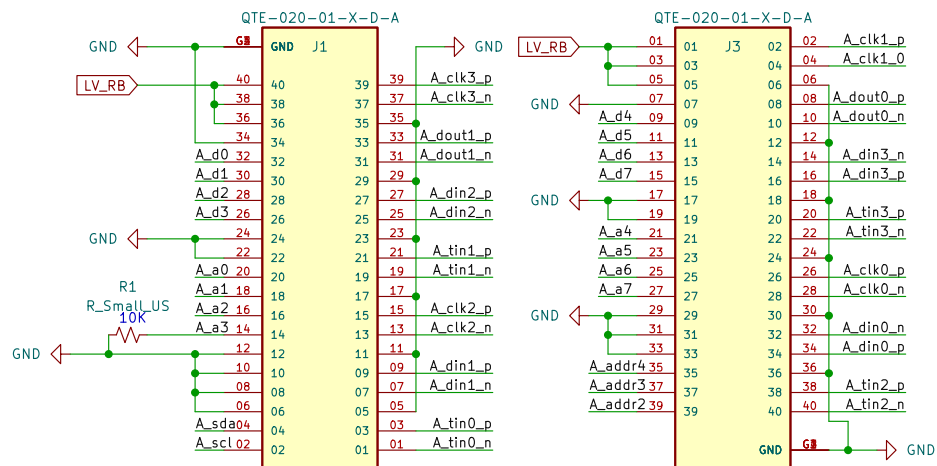 QTE-020-01-X-D-A QTE-020-01-X-D-A
GND GND J1 GND LV_RB 01 01 J3 02 02 A_clk1_p
03 03 04 04 A_clk1_0
LV_RB 40 40 39 39 A_clk3_p 05 05 06 06
38 38 37 37 A_clk3_n GND 07 07 08 08 A_dout0_p
36 36 35 35 A_d4 09 09 10 10 A_dout0_n
34 34 33 33 A_dout1_p A_d5 11 11 12 12
A_d0 32 32 31 31 A_dout1_n A_d6 13 13 14 14 A_din3_n
A_d1 30 30 29 29 A_d7 15 15 16 16 A_din3_p
A_d2 28 28 27 27 A_din2_p GND 17 17 18 18
A_d3 26 26 25 25 A_din2_n 19 19 20 20 A_tin3_p
GND 24 24 23 23 A_a4 21 21 22 22 A_tin3_n
22 22 21 21 A_tin1_p A_a5 23 23 24 24
A_a0 20 20 19 19 A_tin1_n A_a6 25 25 26 26 A_clk0_p
A_a1 18 18 17 17 A_a7 27 27 28 28 A_clk0_n
R1
R_Small_US
10K
A_a2 16 16 15 15 A_clk2_p GND 29 29 30 30
A_a3 14 14 13 13 A_clk2_n 31 31 32 32 A_din0_n
GND 12 12 11 11 33 33 34 34 A_din0_p
10 10 09 09 A_din1_p A_addr4 35 35 36 36
08 08 07 07 A_din1_n A_addr3 37 37 38 38 A_tin2_p
06 06 05 05 A_addr2 39 39 40 40 A_tin2_n
A_sda 04 04 03 03 A_tin0_p
A_scl 02 02 01 01 A_tin0_n GND GND